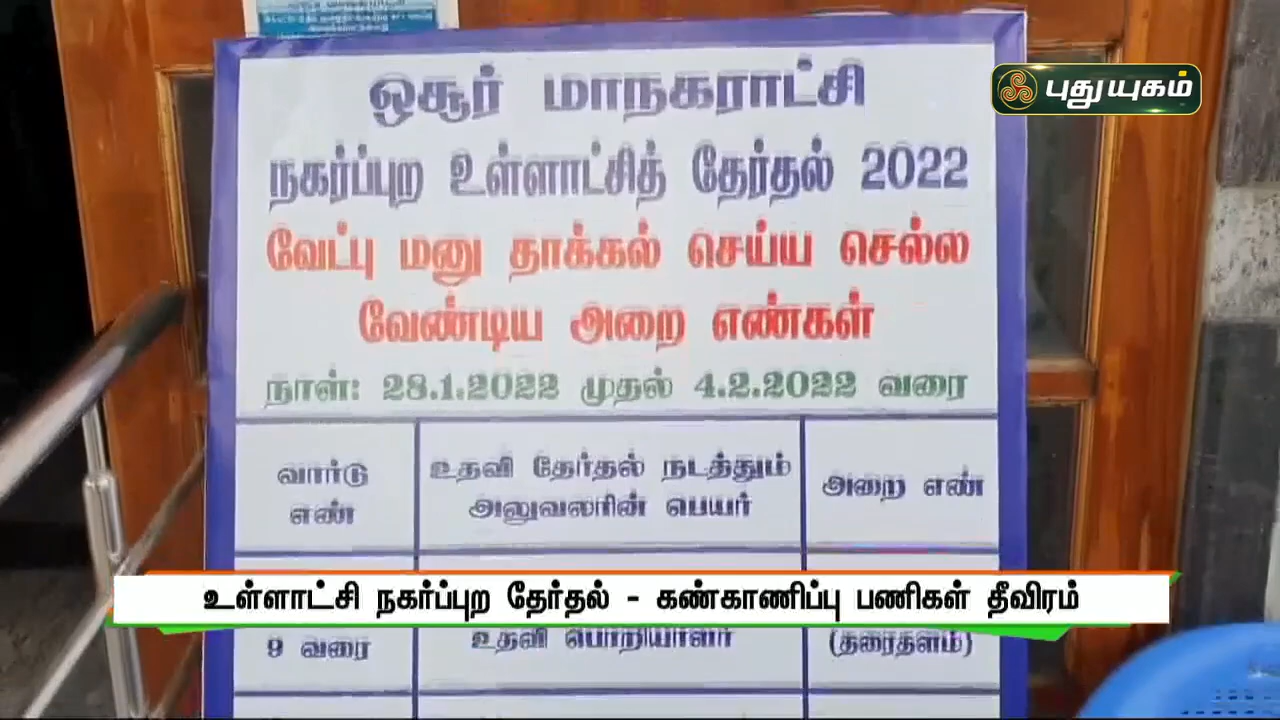 புதுயுகம்
ஒசூர் மாநகராட்சி
நகர்ப்புற உள்ளாட்சித் தேர்தல் 2022
வேட்பு மனு தாக்கல் செய்ய செல்ல
வேண்டிய அறை எண்கள்
நாள்: 28.1.2022 முதல் 4.2.2022 வரை
வார்டு
எண்
உதவி தேர்தல் நடத்தும்
அலுவலரின் பெயர்
அறை எண்
உள்ளாட்சி நகர்ப்புற தேர்தல் - கண்காணிப்பு பணிகள் தீவிரம்
9 வரை
உதவி பொறியாளர்
(தரைதளம்)